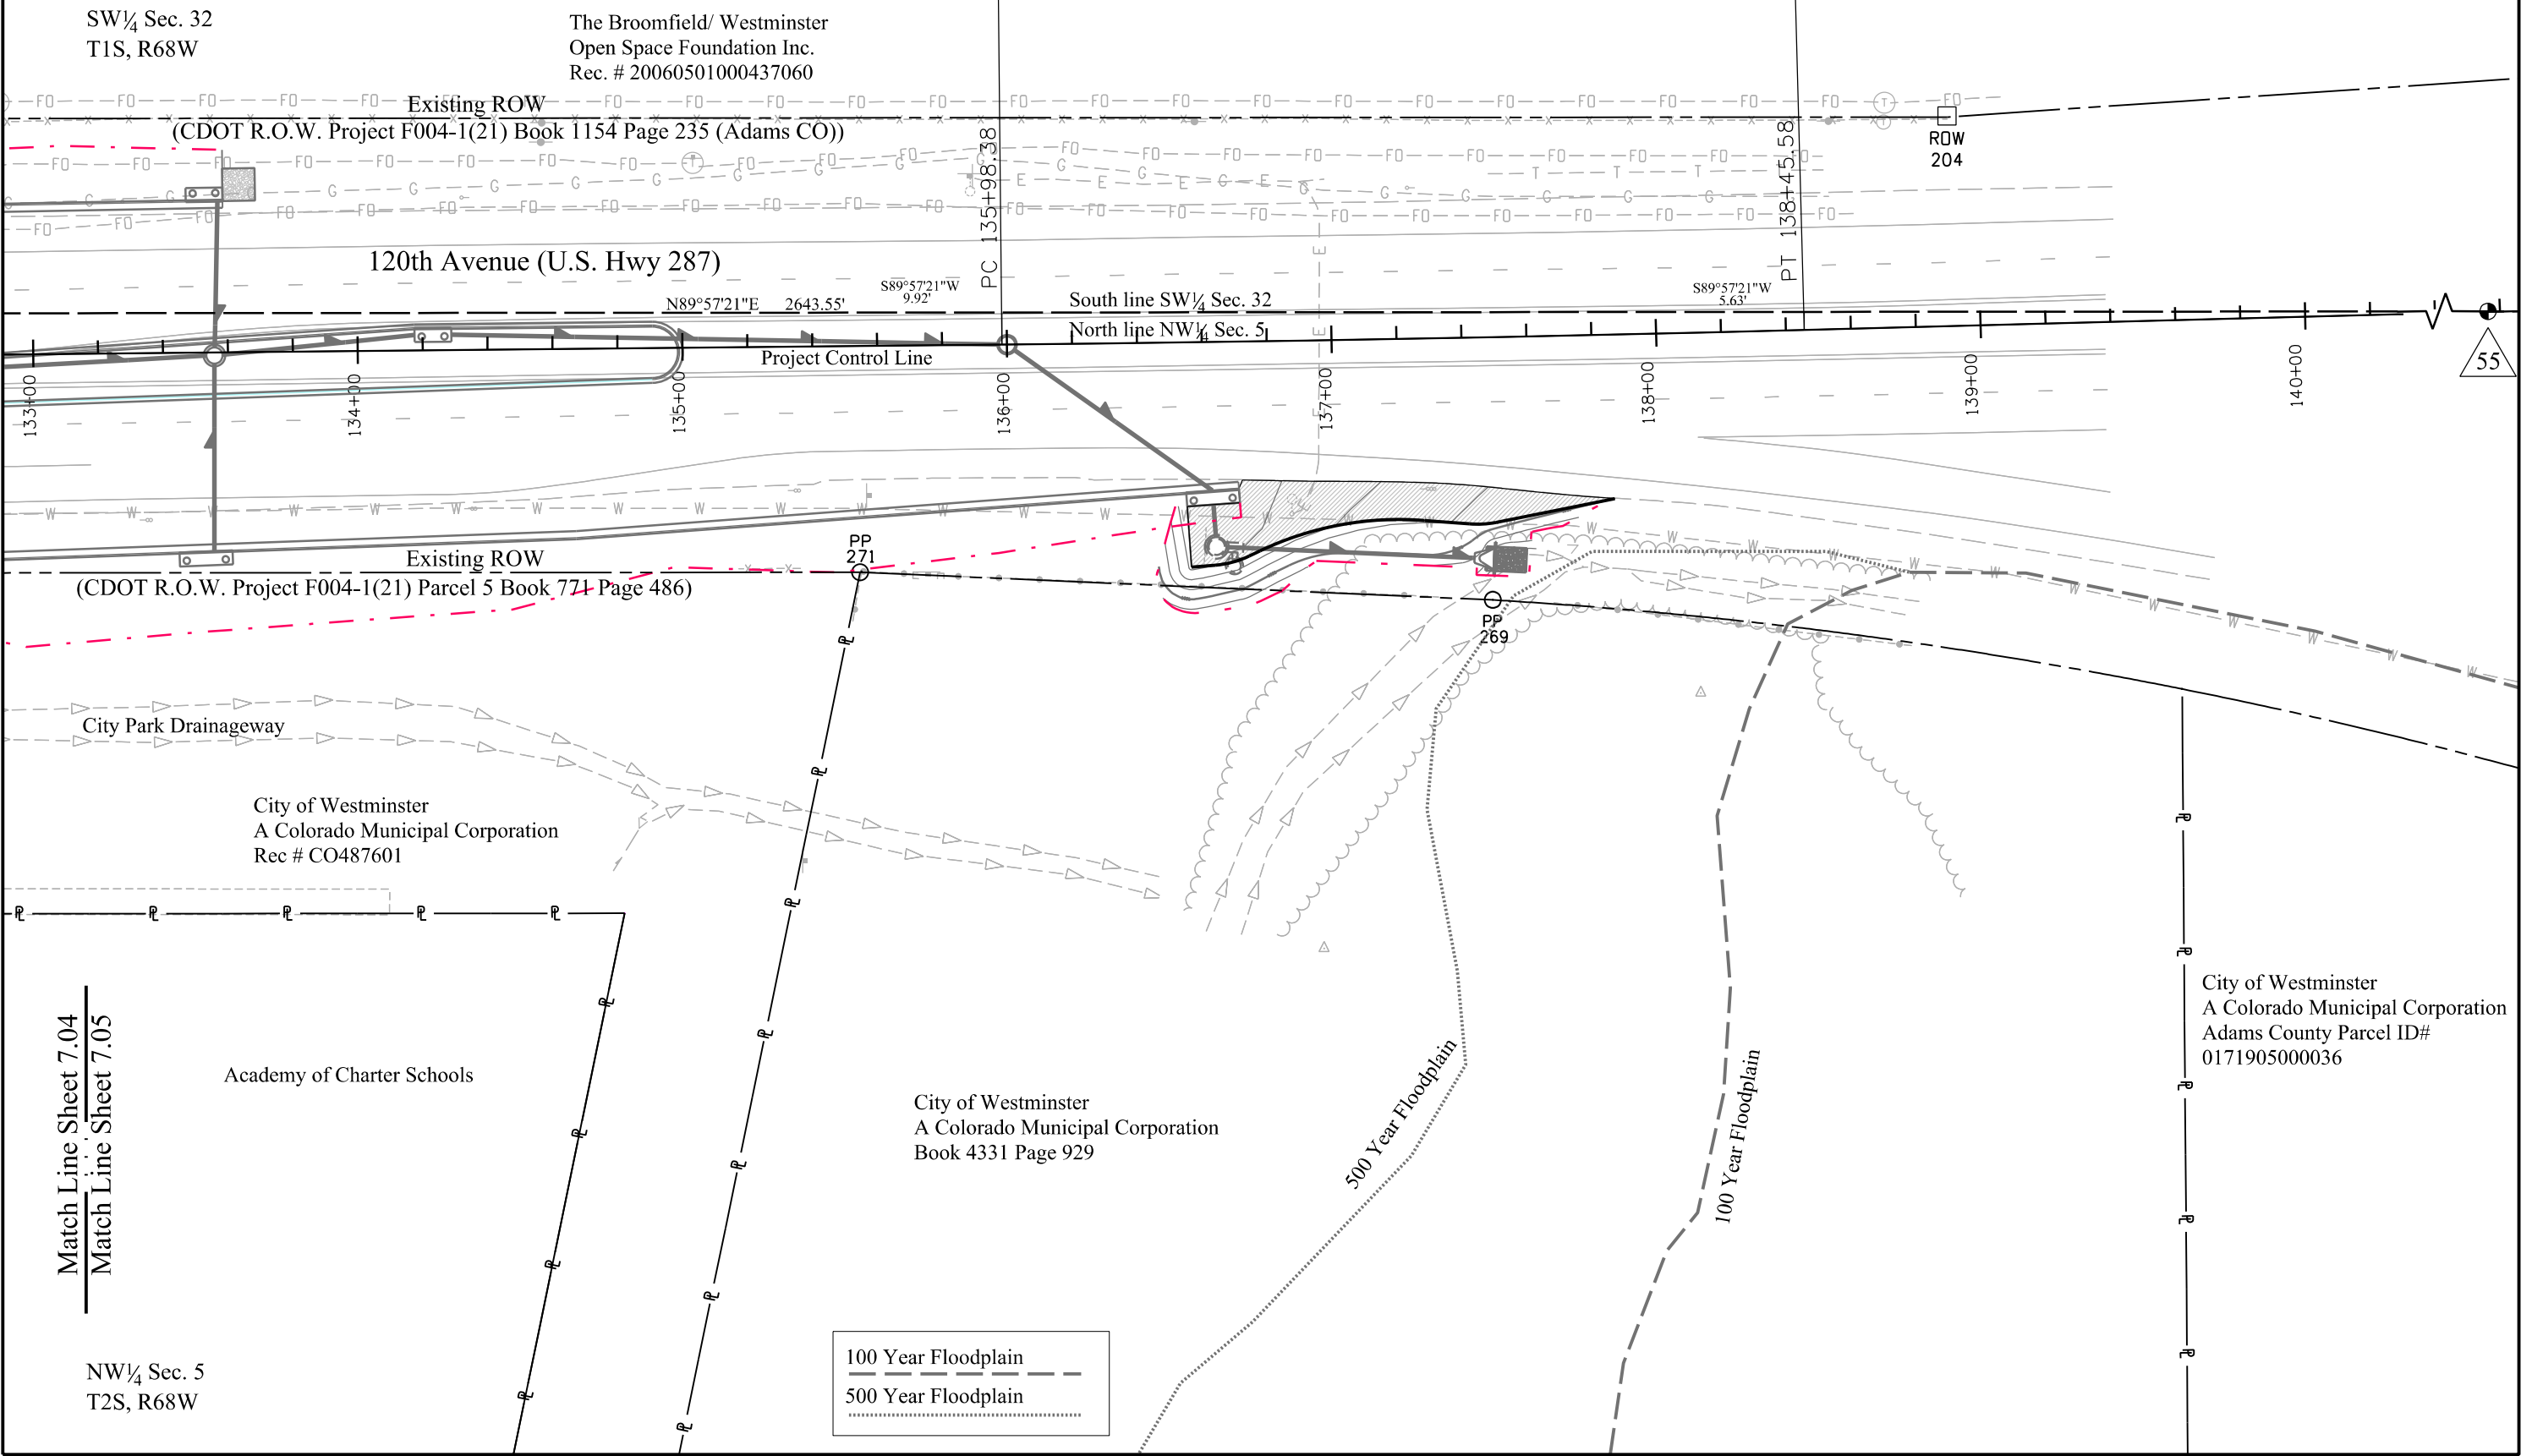 SW¼ Sec. 32
T1S, R68W
The Broomfield/ Westminster
Open Space Foundation Inc.
Rec. # 20060501000437060
Existing ROW
(CDOT R.O.W. Project F004-1(21) Book 1154 Page 235 (Adams CO))
ROW
204
PC 135+98.38
PT 138+45.58
120th Avenue (U.S. Hwy 287)
N89°57'21"E 2643.55'
S89°57'21"W
9.92'
South line SW¼ Sec. 32
North line NW¼ Sec. 5
S89°57'21"W
5.63'
Project Control Line
55
133+00
134+00
135+00
136+00
137+00
138+00
139+00
140+00
Existing ROW
(CDOT R.O.W. Project F004-1(21) Parcel 5 Book 771 Page 486)
PP
271
PP
269
City Park Drainageway
City of Westminster
A Colorado Municipal Corporation
Rec # CO487601
Match Line Sheet 7.04
Match Line Sheet 7.05
Academy of Charter Schools
City of Westminster
A Colorado Municipal Corporation
Book 4331 Page 929
500 Year Floodplain
100 Year Floodplain
City of Westminster
A Colorado Municipal Corporation
Adams County Parcel ID#
0171905000036
NW¼ Sec. 5
T2S, R68W
100 Year Floodplain
500 Year Floodplain